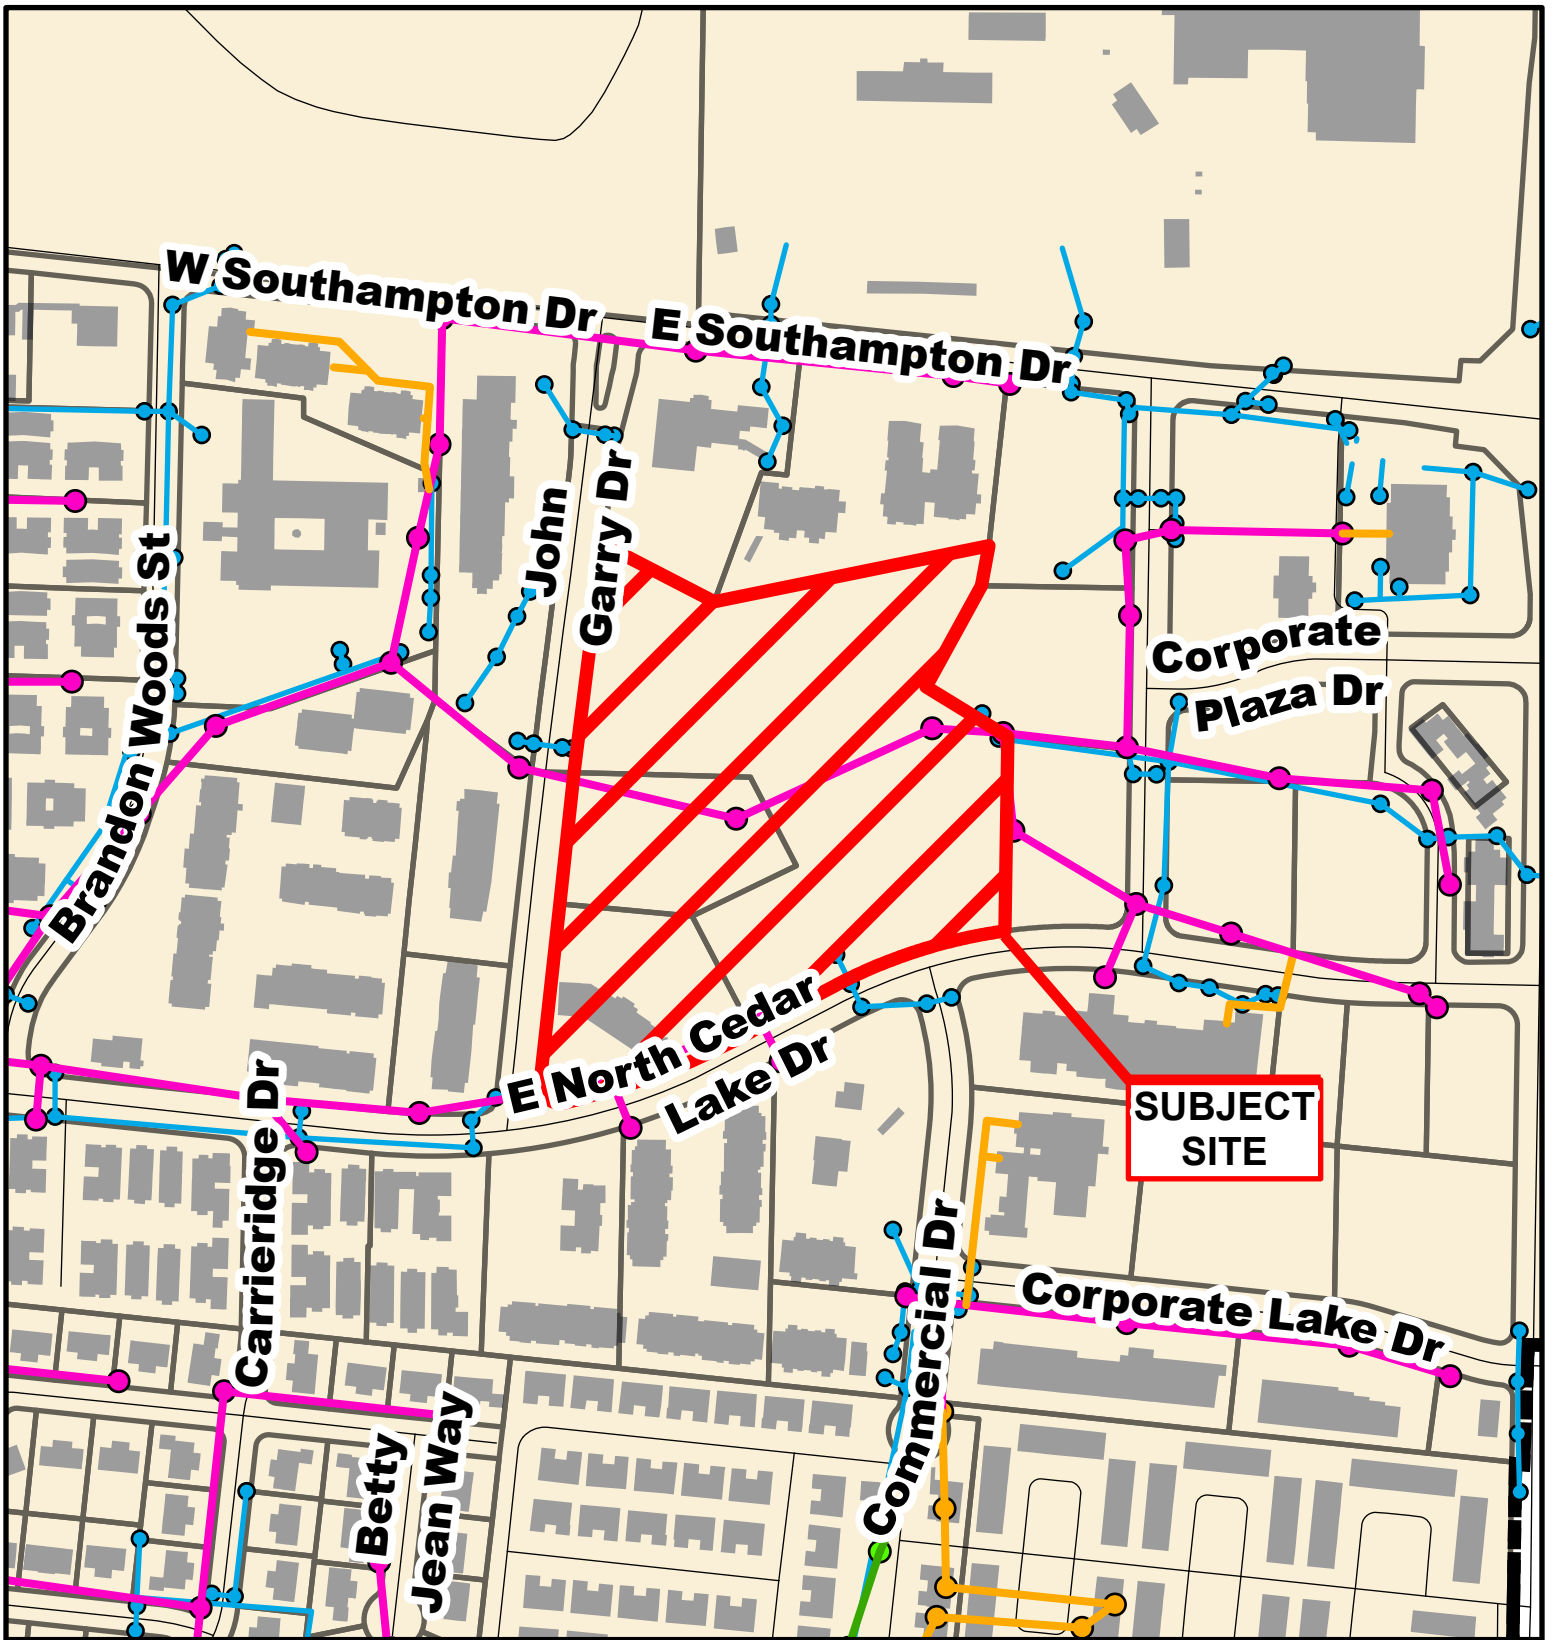 W Southampton Dr
E Southampton Dr
John
Garry Dr
Brandon Woods St
Corporate
Plaza Dr
E North Cedar
Lake Dr
SUBJECT
SITE
Carrrieridge Dr
Commercial Dr
Corporate Lake Dr
Betty
Jean Way